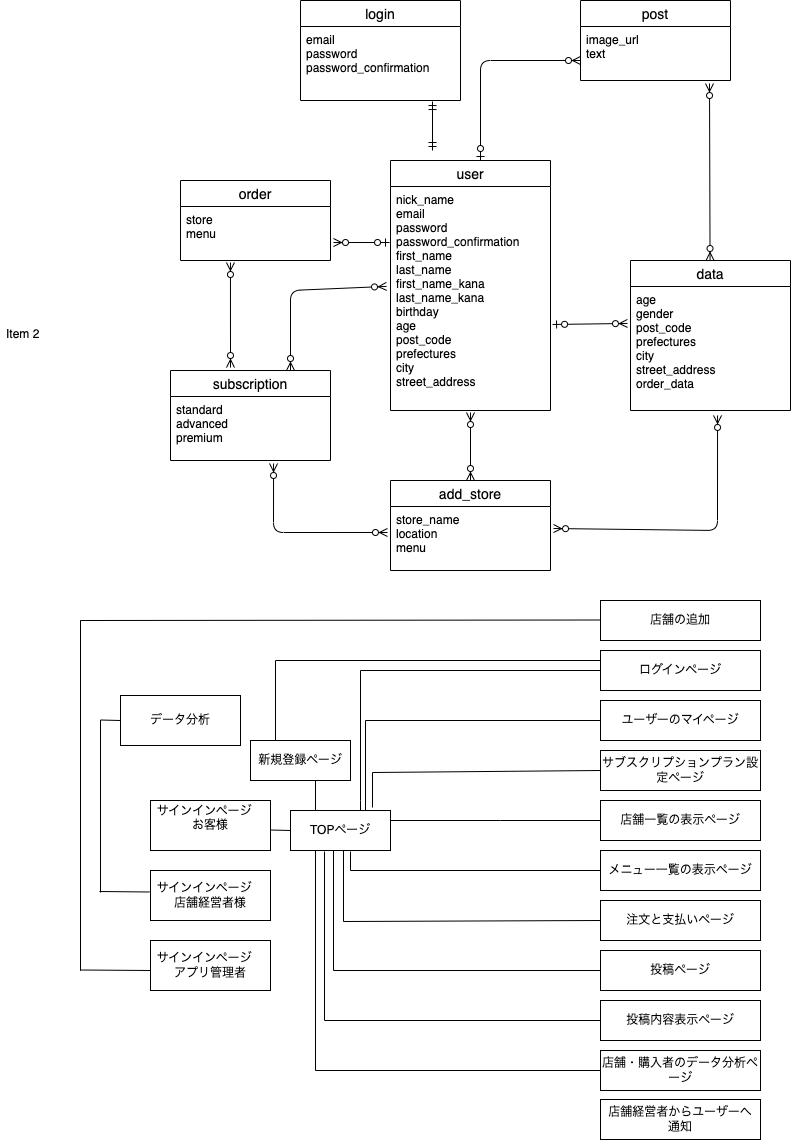 login
email
password
password_confirmation
post
image_url
text
user
nick_name
email
password
password_confirmation
first_name
last_name
first_name_kana
last_name_kana
birthday
age
post_code
prefectures
city
street_address
order
store
menu
data
age
gender
post_code
prefectures
city
street_address
order_data
Item 2
subscription
standard
advanced
premium
add_store
store_name
location
menu
店舗の追加
ログインページ
データ分析
ユーザーのマイページ
新規登録ページ
サブスクリプションプラン設
定ページ
サインインページ
お客様
TOPページ
店舗一覧の表示ページ
メニュー一覧の表示ページ
サインインページ
店舗経営者様
注文と支払いページ
サインインページ
アプリ管理者
投稿ページ
投稿内容表示ページ
店舗・購入者のデータ分析ペ
ージ
店舗経営者からユーザーへ
通知